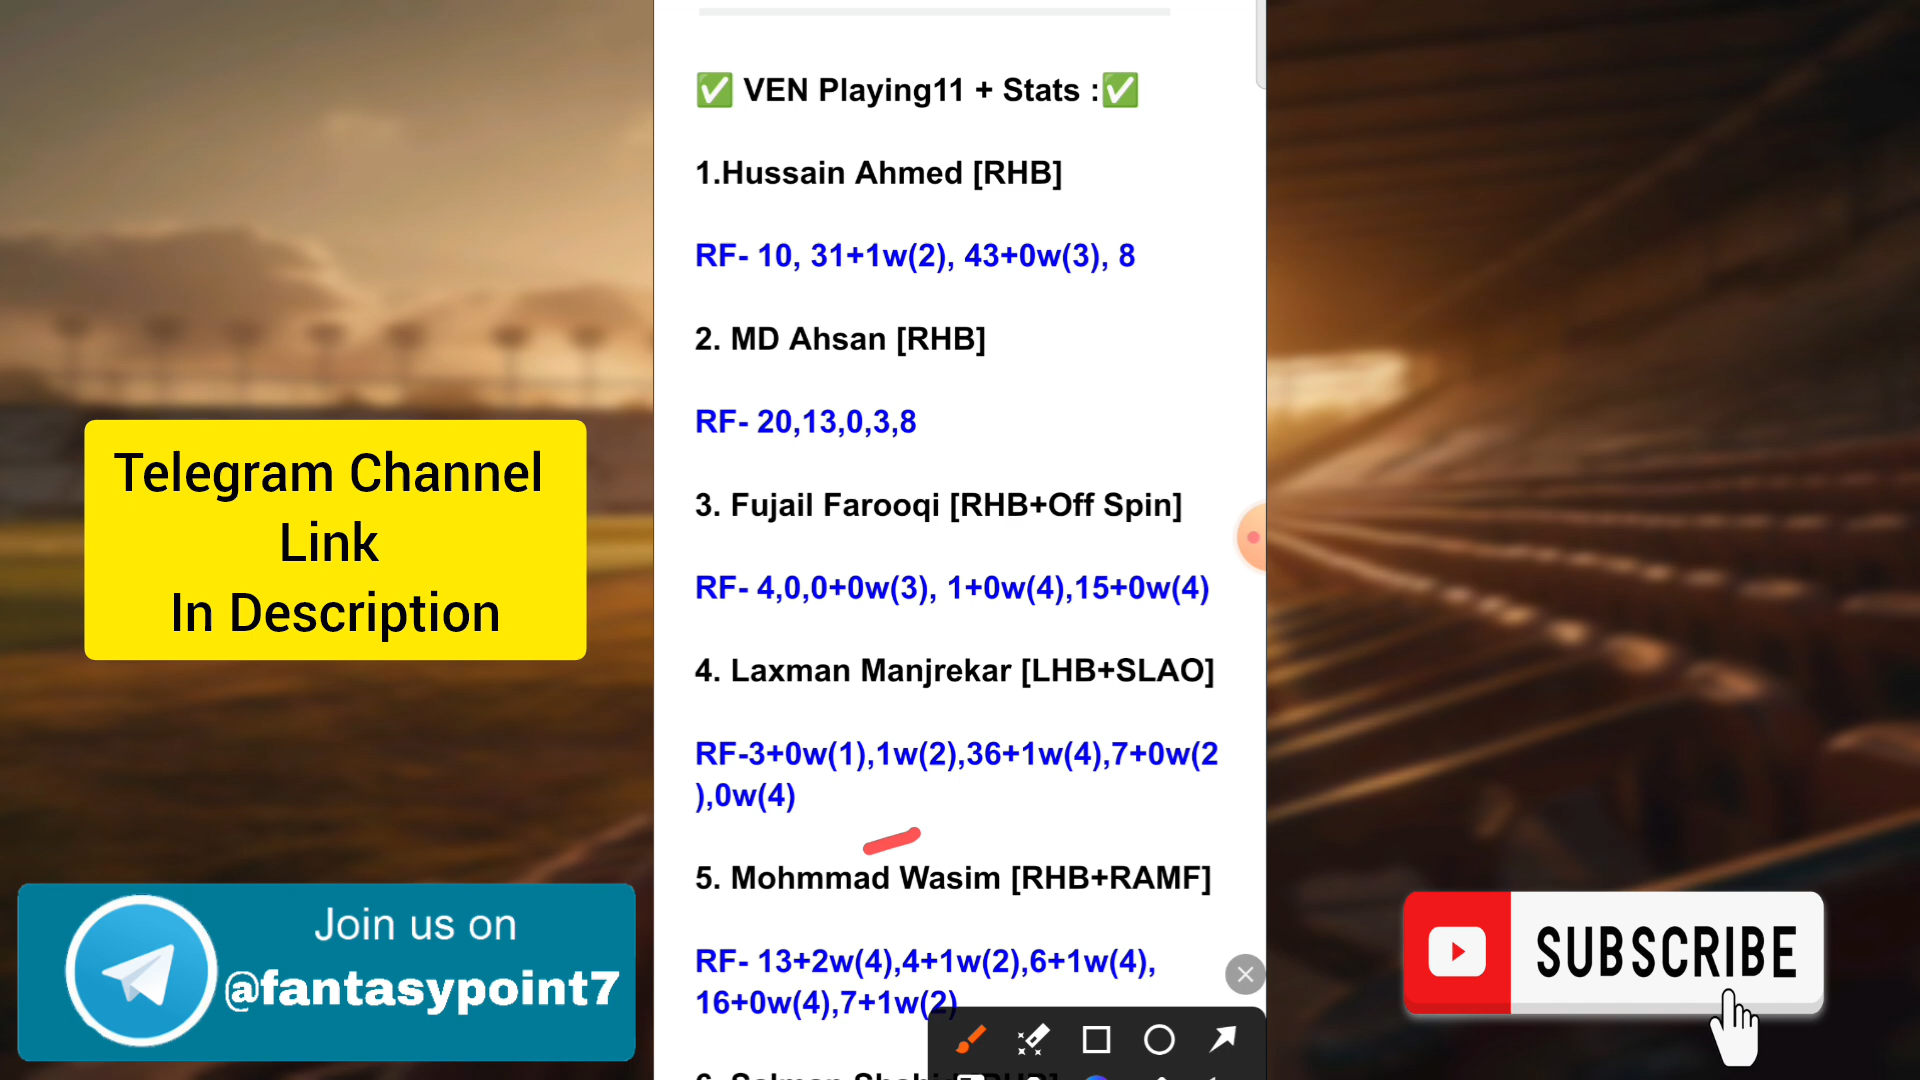 ✅ VEN Playing11 + Stats :✅
1.Hussain Ahmed [RHB]
RF- 10, 31+1w(2), 43+0w(3), 8
2. MD Ahsan [RHB]
RF- 20,13,0,3,8
3. Fujail Farooqi [RHB+Off Spin]
RF- 4,0,0+0w(3), 1+0w(4),15+0w(4)
4. Laxman Manjrekar [LHB+SLAO]
RF-3+0w(1),1w(2),36+1w(4),7+0w(2
),0w(4)
5. Mohmmad Wasim [RHB+RAMF]
RF- 13+2w(4),4+1w(2),6+1w(4),
16+0w(4),7+1w(2)
Telegram Channel
Link
In Description
Join us on
@fantasypoint7
SUBSCRIBE